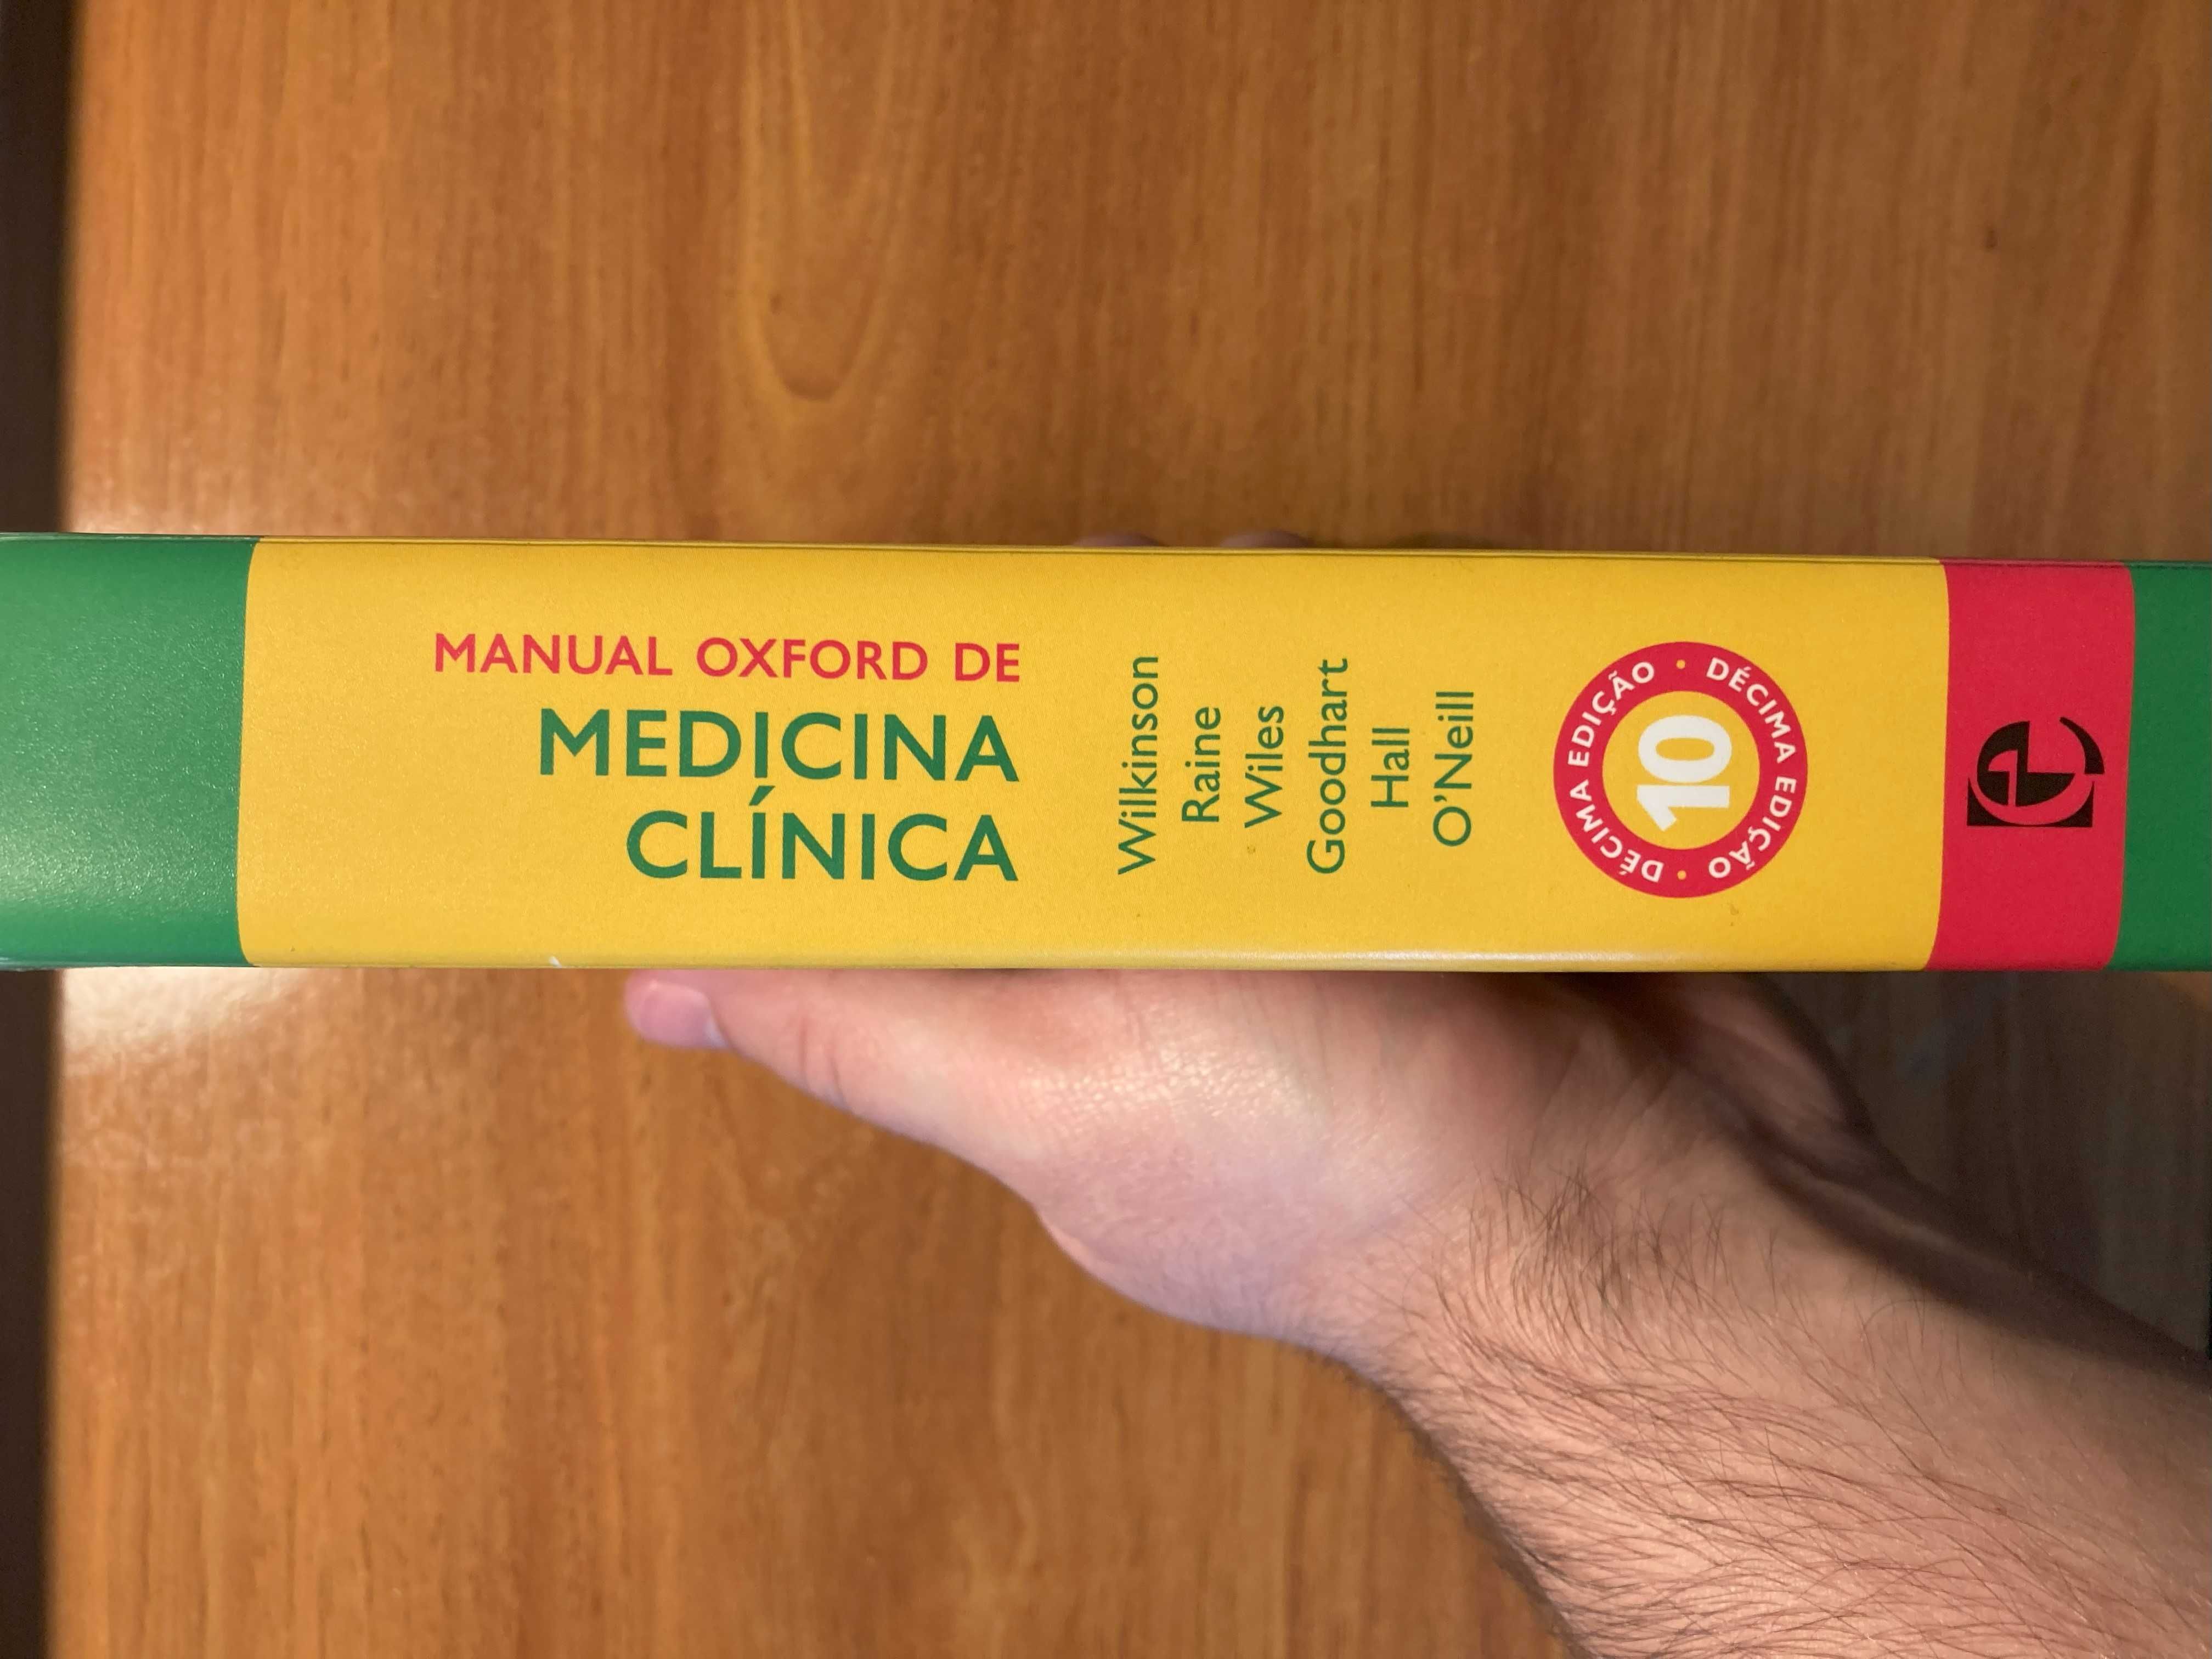 MANUAL OXFORD DE
MEDICINA
CLÍNICA
Wilkinson
Raine
Wiles
Goodhart
Hall
O'Neill
DÉCIMA EDIÇÃO • DÉCIMA EDIÇÃO •
10
e